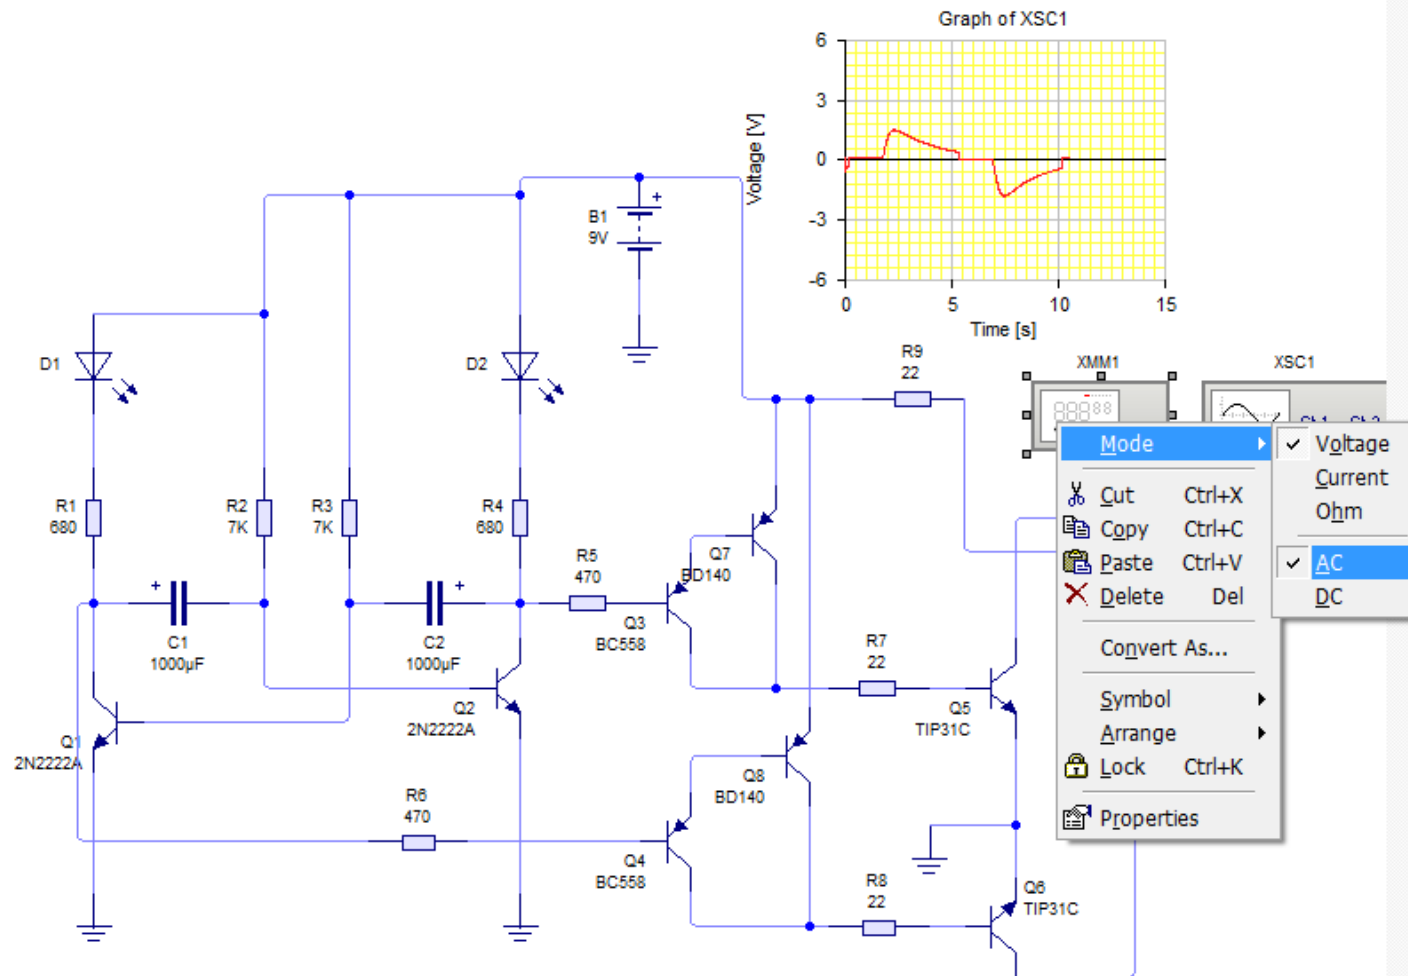 Graph of XSC1
6
3
0
-3
-6
Voltage [V]
0
5
10
15
Time [s]
B1
9V
D1
D2
R9
22
XMM1
XSC1
R1
680
R2
7K
R3
7K
R4
680
R5
470
Q7
BD140
Q3
BC558
C1
1000µF
C2
1000µF
R7
22
Q1
2N2222A
Q2
2N2222A
Q5
TIP31C
Q8
BD140
R6
470
Q4
BC558
R8
22
Q6
TIP31C
Mode
Cut Ctrl+X
Copy Ctrl+C
Paste Ctrl+V
Delete Del
Convert As...
Symbol
Arrange
Lock Ctrl+K
Properties
Voltage
Current
Ohm
AC
DC